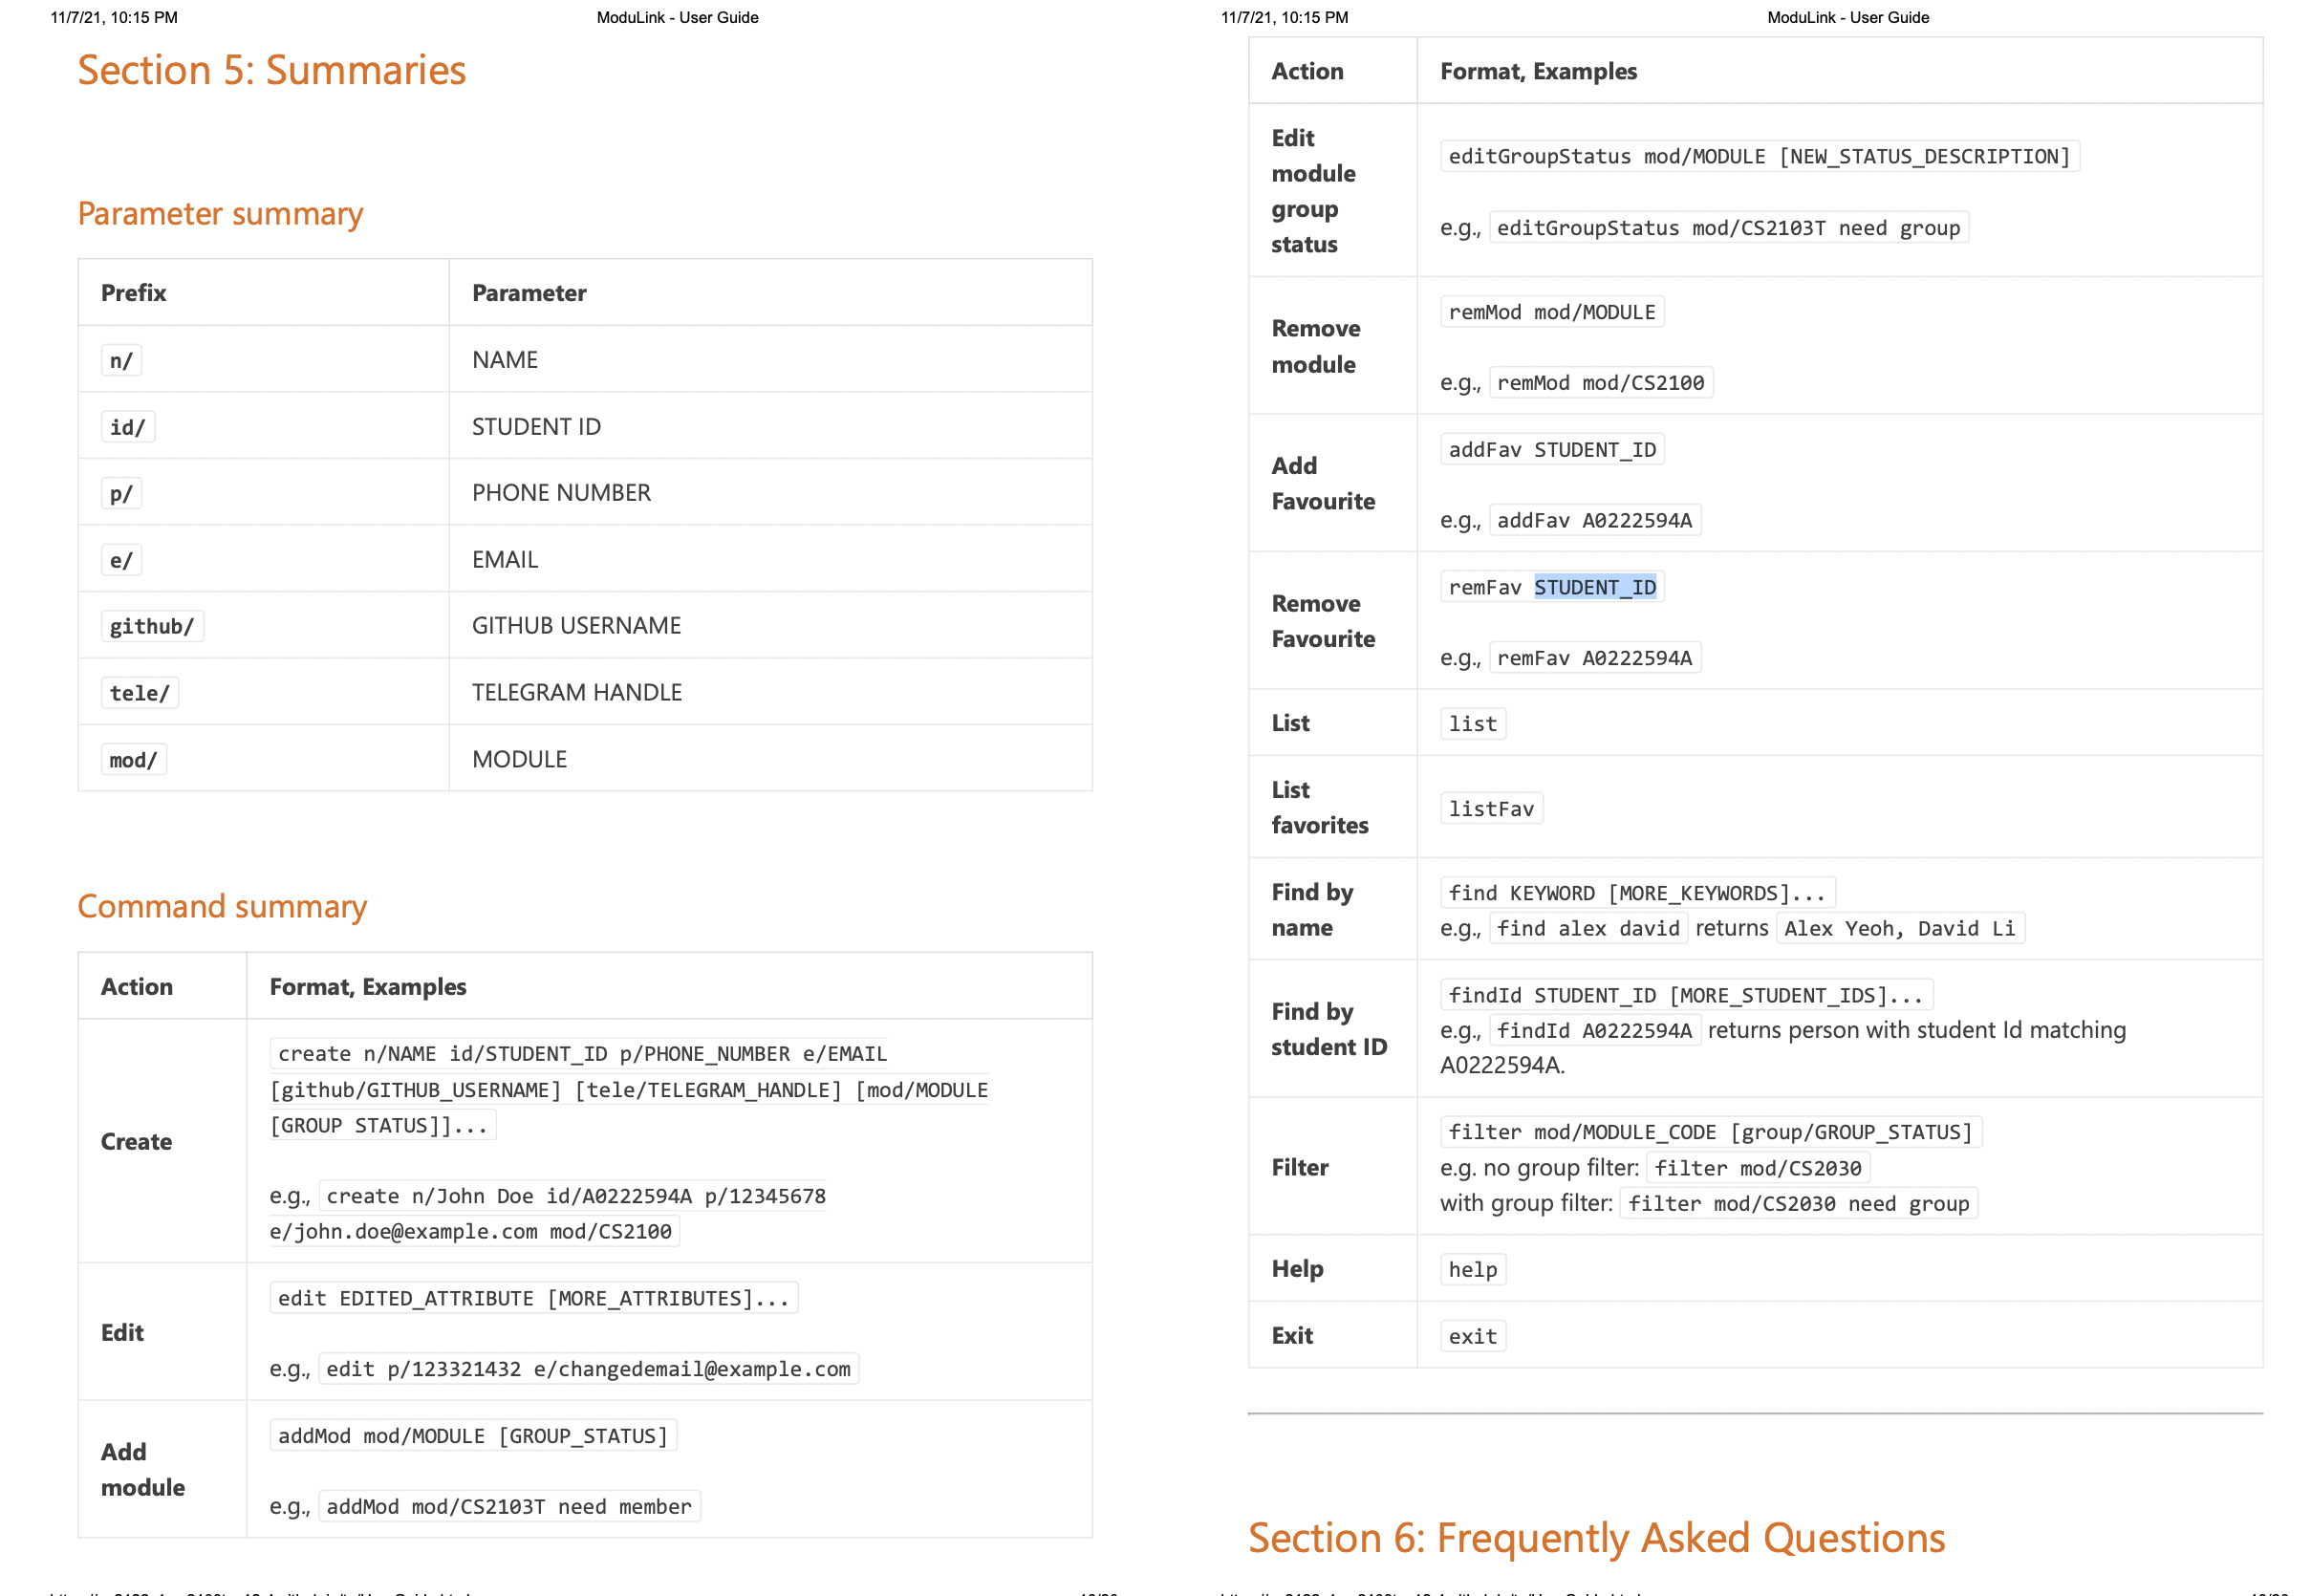 11/7/21, 10:15 PM
ModuLink - User Guide
Section 5: Summaries
Parameter summary
Prefix
Parameter
n/
NAME
id/
STUDENT ID
p/
PHONE NUMBER
e/
EMAIL
github/
GITHUB USERNAME
tele/
TELEGRAM HANDLE
mod/
MODULE
Command summary
Action
Format, Examples
Create
create n/NAME id/STUDENT_ID p/PHONE_NUMBER e/EMAIL
[github/GITHUB_USERNAME] [tele/TELEGRAM_HANDLE] [mod/MODULE
[GROUP STATUS]]...
e.g., create n/John Doe id/A0222594A p/12345678
e/john.doe@example.com mod/CS2100
Edit
edit EDITED_ATTRIBUTE [MORE_ATTRIBUTES]...
e.g., edit p/123321432 e/changedemail@example.com
Add
module
addMod mod/MODULE [GROUP_STATUS]
e.g., addMod mod/CS2103T need member
11/7/21, 10:15 PM
ModuLink - User Guide
Action
Format, Examples
Edit
module
group
status
editGroupStatus mod/MODULE [NEW_STATUS_DESCRIPTION]
e.g., editGroupStatus mod/CS2103T need group
Remove
module
remMod mod/MODULE
e.g., remMod mod/CS2100
Add
Favourite
addFav STUDENT_ID
e.g., addFav A0222594A
Remove
Favourite
remFav STUDENT_ID
e.g., remFav A0222594A
List
list
List
favorites
listFav
Find by
name
find KEYWORD [MORE_KEYWORDS]...
e.g., find alex david returns Alex Yeoh, David Li
Find by
student ID
findId STUDENT_ID [MORE_STUDENT_IDS]...
e.g., findId A0222594A returns person with student Id matching
A0222594A.
Filter
filter mod/MODULE_CODE [group/GROUP_STATUS]
e.g. no group filter: filter mod/CS2030
with group filter: filter mod/CS2030 need group
Help
help
Exit
exit
Section 6: Frequently Asked Questions